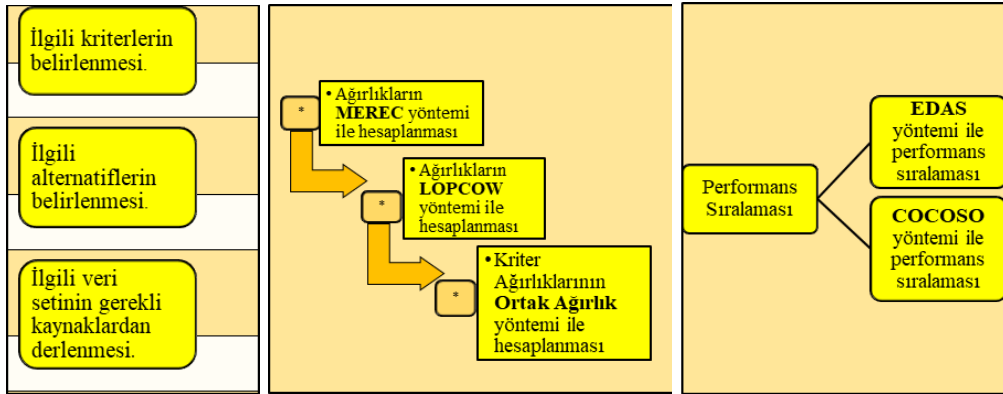 İlgili kriterlerin
belirlenmesi.
İlgili
alternatiflerin
belirlenmesi.
İlgili veri
setinin gerekli
kaynaklardan
derlenmesi.
*
• Ağırlıkların
MEREC yöntemi
ile hesaplanması
*
• Ağırlıkların
LOPCOW
yöntemi ile
hesaplanması
*
• Kriter
Ağırlıklarının
Ortak Ağırlık
yöntemi ile
hesaplanması
Performans
Sıralaması
EDAS
yöntemi ile
performans
sıralaması
COCOSO
yöntemi ile
performans
sıralaması